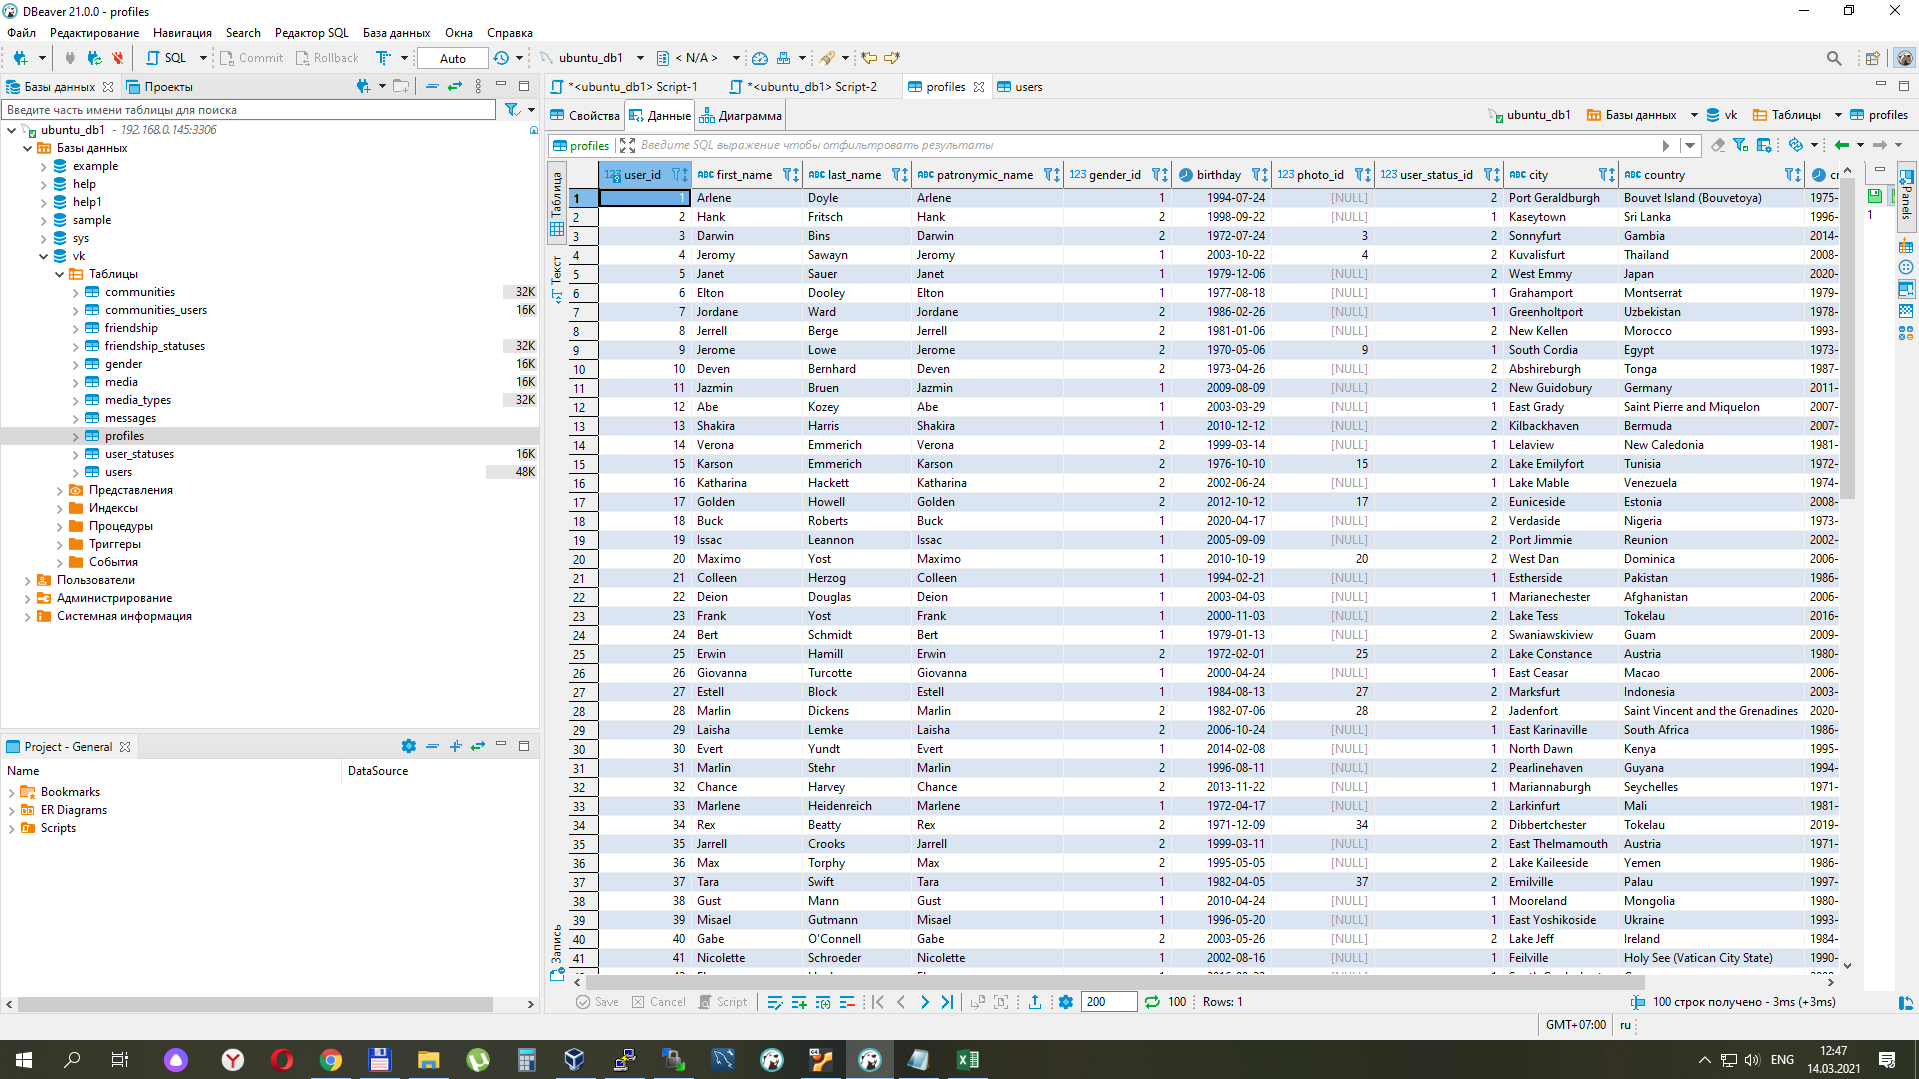 DBeaver 21.0.0 - profiles
Файл Редактирование Навигация Search Редактор SQL База данных Окна Справка
SQL Commit Rollback Auto ubuntu_db1 < N/A >
Базы данных Проекты
*<ubuntu_db1> Script-1 *<ubuntu_db1> Script-2 profiles users
Введите часть имени таблицы для поиска
Свойства Данные Диаграмма ubuntu_db1 Базы данных vk Таблицы profiles
ubuntu_db1 - 192.168.0.145:3306
Базы данных
example
help
help1
sample
sys
vk
Таблицы
communities 32K
communities_users 16K
friendship
friendship_statuses 32K
gender 16K
media 16K
media_types 32K
messages
profiles
user_statuses 16K
users 48K
Представления
Индексы
Процедуры
Триггеры
События
Пользователи
Администрирование
Системная информация
Project - General
Name DataSource
Bookmarks
ER Diagrams
Scripts
profiles Введите SQL выражение чтобы отфильтровать результаты
Таблица
Текст
Запись
Panels
1
123 user_id ABC first_name ABC last_name ABC patronymic_name 123 gender_id birthday 123 photo_id 123 user_status_id ABC city ABC country cr
1 1 Arlene Doyle Arlene 1 1994-07-24 [NULL] 2 Port Geraldburgh Bouvet Island (Bouvetoya) 1975-
2 2 Hank Fritsch Hank 2 1998-09-22 [NULL] 1 Kaseytown Sri Lanka 1996-
3 3 Darwin Bins Darwin 2 1972-07-24 3 2 Sonnyfurt Gambia 2014-
4 4 Jeromy Sawayn Jeromy 1 2003-10-22 4 2 Kuvalisfurt Thailand 2008-
5 5 Janet Sauer Janet 1 1979-12-06 [NULL] 2 West Emmy Japan 2020-
6 6 Elton Dooley Elton 1 1977-08-18 [NULL] 1 Grahamport Montserrat 1979-
7 7 Jordane Ward Jordane 2 1986-02-26 [NULL] 1 Greenholtport Uzbekistan 1978-
8 8 Jerrell Berge Jerrell 2 1981-01-06 [NULL] 2 New Kellen Morocco 1993-
9 9 Jerome Lowe Jerome 2 1970-05-06 9 1 South Cordia Egypt 1973-
10 10 Deven Bernhard Deven 2 1973-04-26 [NULL] 2 Abshireburgh Tonga 1987-
11 11 Jazmin Bruen Jazmin 1 2009-08-09 [NULL] 2 New Guidobury Germany 2011-
12 12 Abe Kozey Abe 1 2003-03-29 [NULL] 1 East Grady Saint Pierre and Miquelon 2007-
13 13 Shakira Harris Shakira 1 2010-12-12 [NULL] 2 Kilbackhaven Bermuda 2007-
14 14 Verona Emmerich Verona 2 1999-03-14 [NULL] 1 Lelaview New Caledonia 1981-
15 15 Karson Emmerich Karson 2 1976-10-10 15 2 Lake Emilyfort Tunisia 1972-
16 16 Katharina Hackett Katharina 2 2002-06-24 [NULL] 1 Lake Mable Venezuela 1974-
17 17 Golden Howell Golden 2 2012-10-12 17 2 Euniceside Estonia 2008-
18 18 Buck Roberts Buck 1 2020-04-17 [NULL] 2 Verdaside Nigeria 1973-
19 19 Issac Leannon Issac 1 2005-09-09 [NULL] 2 Port Jimmie Reunion 2002-
20 20 Maximo Yost Maximo 1 2010-10-19 20 2 West Dan Dominica 2006-
21 21 Colleen Herzog Colleen 1 1994-02-21 [NULL] 1 Estherside Pakistan 1986-
22 22 Deion Douglas Deion 1 2003-04-03 [NULL] 1 Marianechester Afghanistan 2006-
23 23 Frank Yost Frank 1 2000-11-03 [NULL] 2 Lake Tess Tokelau 2016-
24 24 Bert Schmidt Bert 1 1979-01-13 [NULL] 2 Swaniawskiview Guam 2009-
25 25 Erwin Hamill Erwin 2 1972-02-01 25 2 Lake Constance Austria 1980-
26 26 Giovanna Turcotte Giovanna 1 2000-04-24 [NULL] 1 East Ceasar Macao 2006-
27 27 Estell Block Estell 1 1984-08-13 27 2 Marksfurt Indonesia 2003-
28 28 Marlin Dickens Marlin 2 1982-07-06 28 2 Jadenfort Saint Vincent and the Grenadines 2020-
29 29 Laisha Lemke Laisha 2 2006-10-24 [NULL] 1 East Karinaville South Africa 1986-
30 30 Evert Yundt Evert 1 2014-02-08 [NULL] 1 North Dawn Kenya 1995-
31 31 Marlin Stehr Marlin 2 1996-08-11 [NULL] 2 Pearlinehaven Guyana 1994-
32 32 Chance Harvey Chance 2 2013-11-22 [NULL] 1 Mariannaburgh Seychelles 1971-
33 33 Marlene Heidenreich Marlene 1 1972-04-17 [NULL] 2 Larkinfurt Mali 1981-
34 34 Rex Beatty Rex 2 1971-12-09 34 2 Dibbertchester Tokelau 2019-
35 35 Jarrell Crooks Jarrell 2 1999-03-11 [NULL] 2 East Thelmamouth Austria 1971-
36 36 Max Torphy Max 2 1995-05-05 [NULL] 2 Lake Kaileeside Yemen 1986-
37 37 Tara Swift Tara 1 1982-04-05 37 2 Emilville Palau 1997-
38 38 Gust Mann Gust 1 2010-04-24 [NULL] 1 Mooreland Mongolia 1980-
39 39 Misael Gutmann Misael 1 1996-05-20 [NULL] 1 East Yoshikoside Ukraine 1993-
40 40 Gabe O'Connell Gabe 2 2003-05-26 [NULL] 2 Lake Jeff Ireland 1984-
41 41 Nicolette Schroeder Nicolette 1 2002-08-16 [NULL] 1 Feilville Holy See (Vatican City State) 1990-
Save Cancel Script 200 100 Rows: 1 100 строк получено - 3ms (+3ms)
GMT+07:00 ru
ENG 12:47
14.03.2021